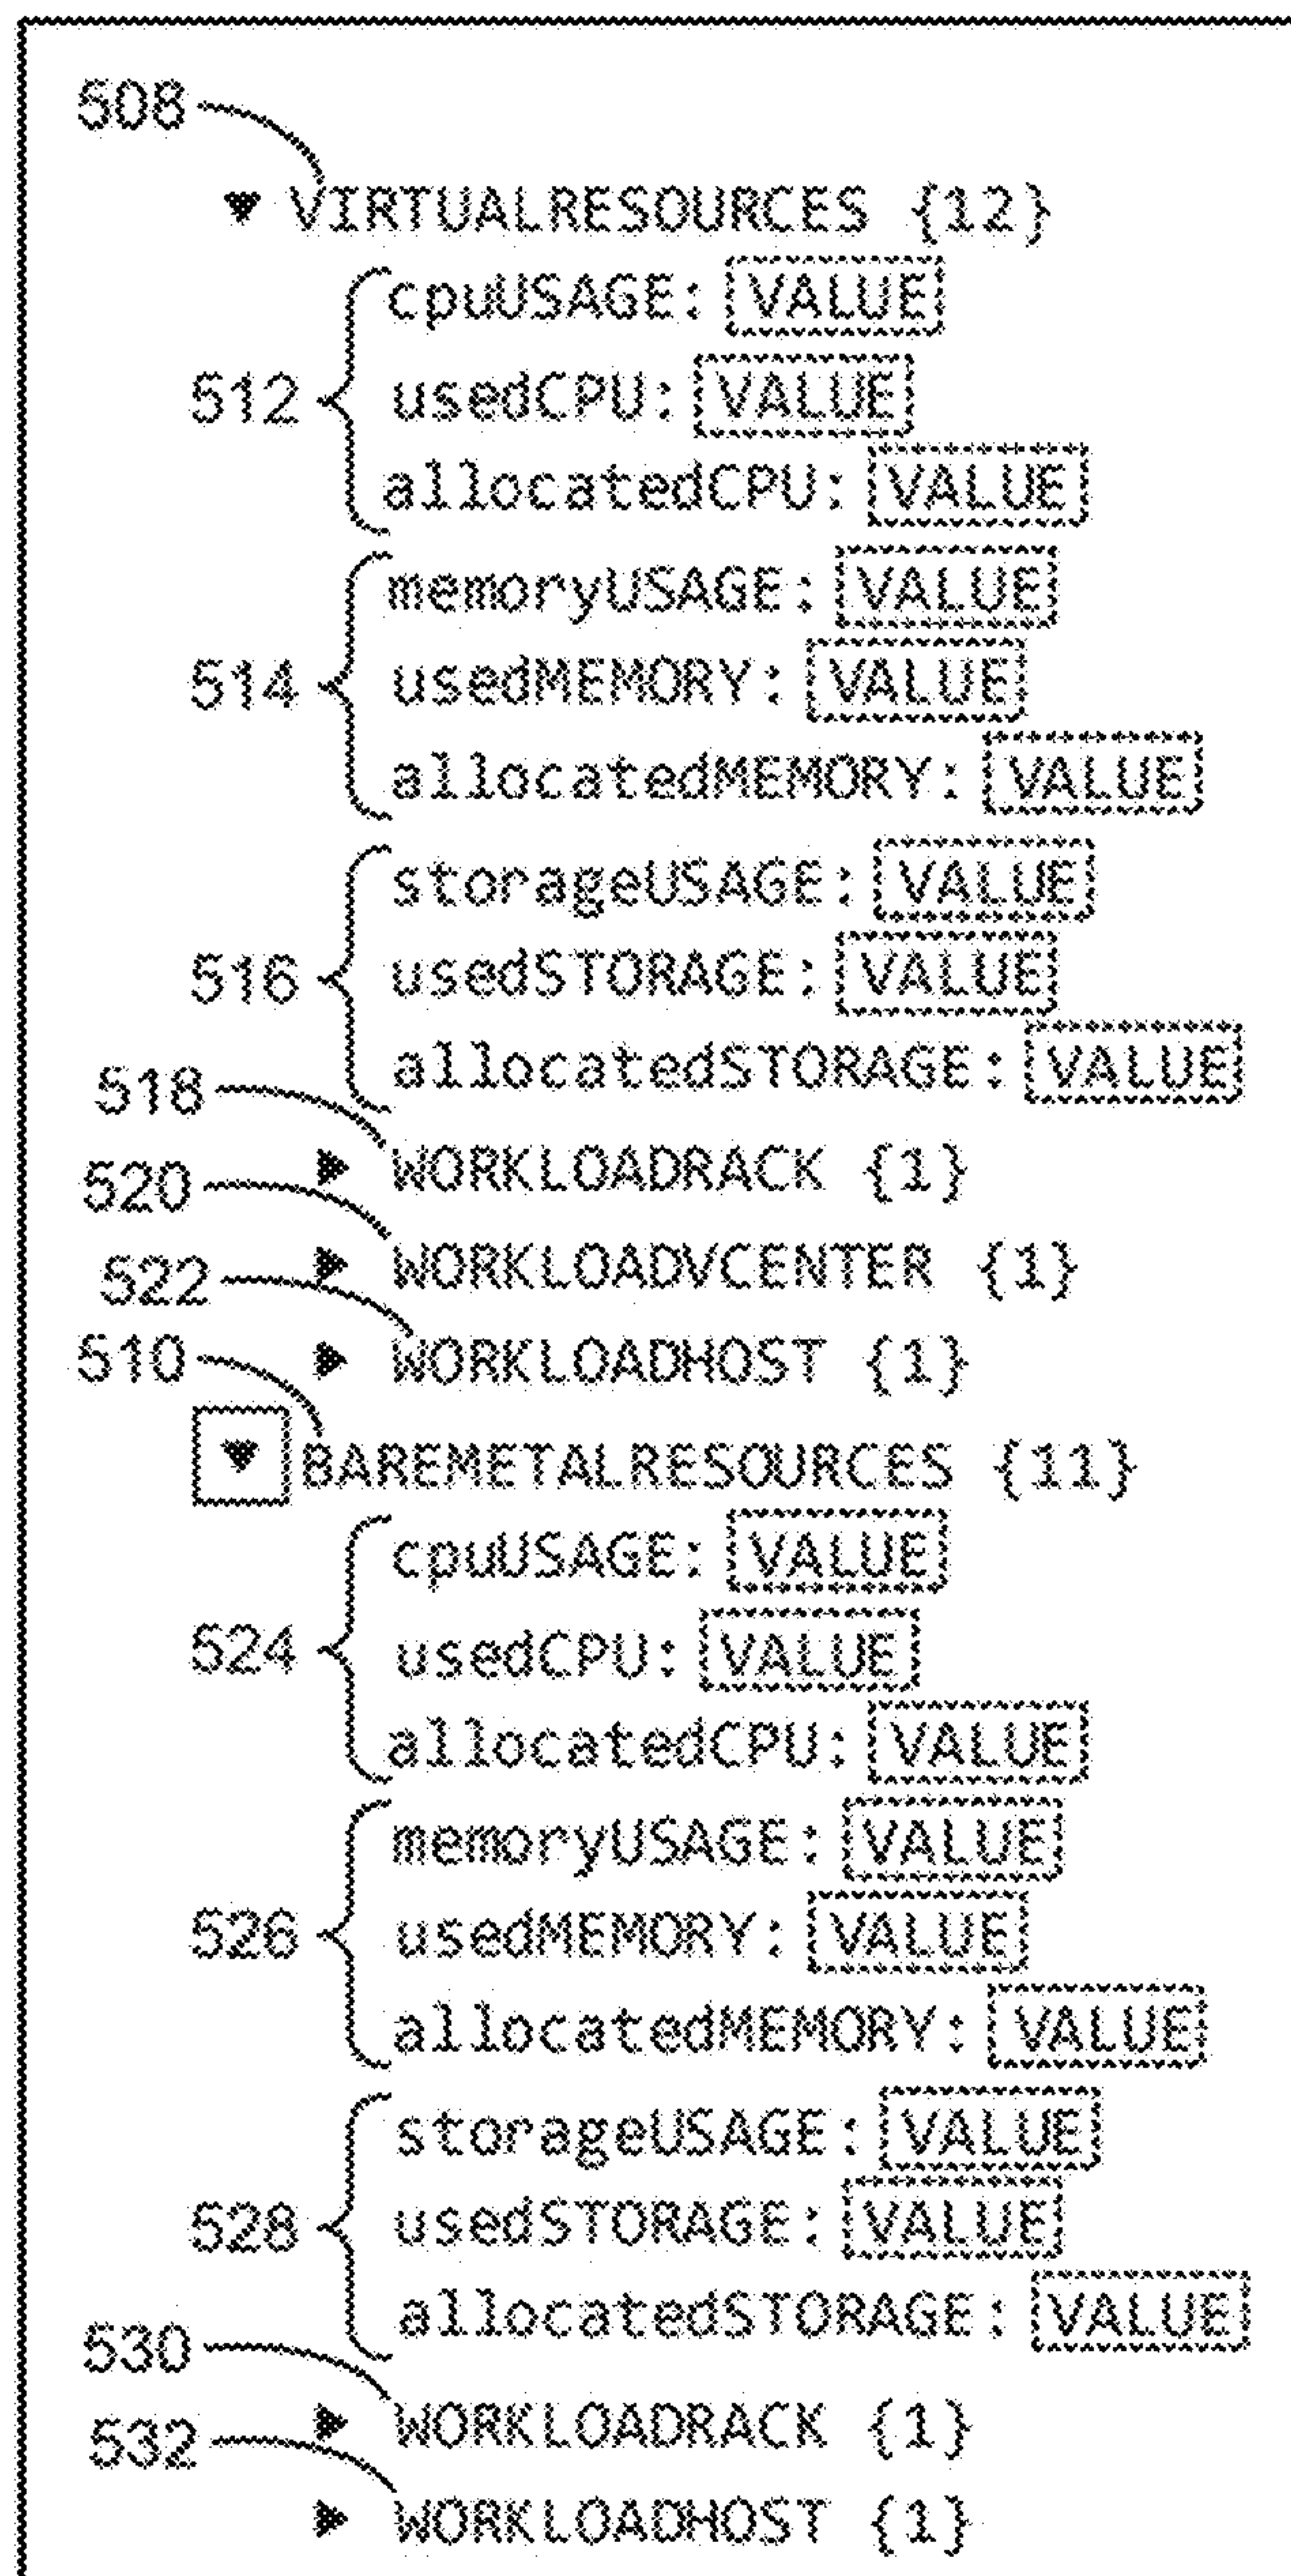 508
▼ VIRTUALRESOURCES {12}
cpuUSAGE: VALUE
512 usedCPU: VALUE
allocatedCPU: VALUE
memoryUSAGE: VALUE
514 usedMEMORY: VALUE
allocatedMEMORY: VALUE
storageUSAGE: VALUE
516 usedSTORAGE: VALUE
allocatedSTORAGE: VALUE
518
▶ WORKLOADRACK {1}
520
▶ WORKLOADVCENTER {1}
522
▶ WORKLOADHOST {1}
510
▼ BAREMETALRESOURCES {11}
cpuUSAGE: VALUE
524 usedCPU: VALUE
allocatedCPU: VALUE
memoryUSAGE: VALUE
526 usedMEMORY: VALUE
allocatedMEMORY: VALUE
storageUSAGE: VALUE
528 usedSTORAGE: VALUE
allocatedSTORAGE: VALUE
530
▶ WORKLOADRACK {1}
532
▶ WORKLOADHOST {1}